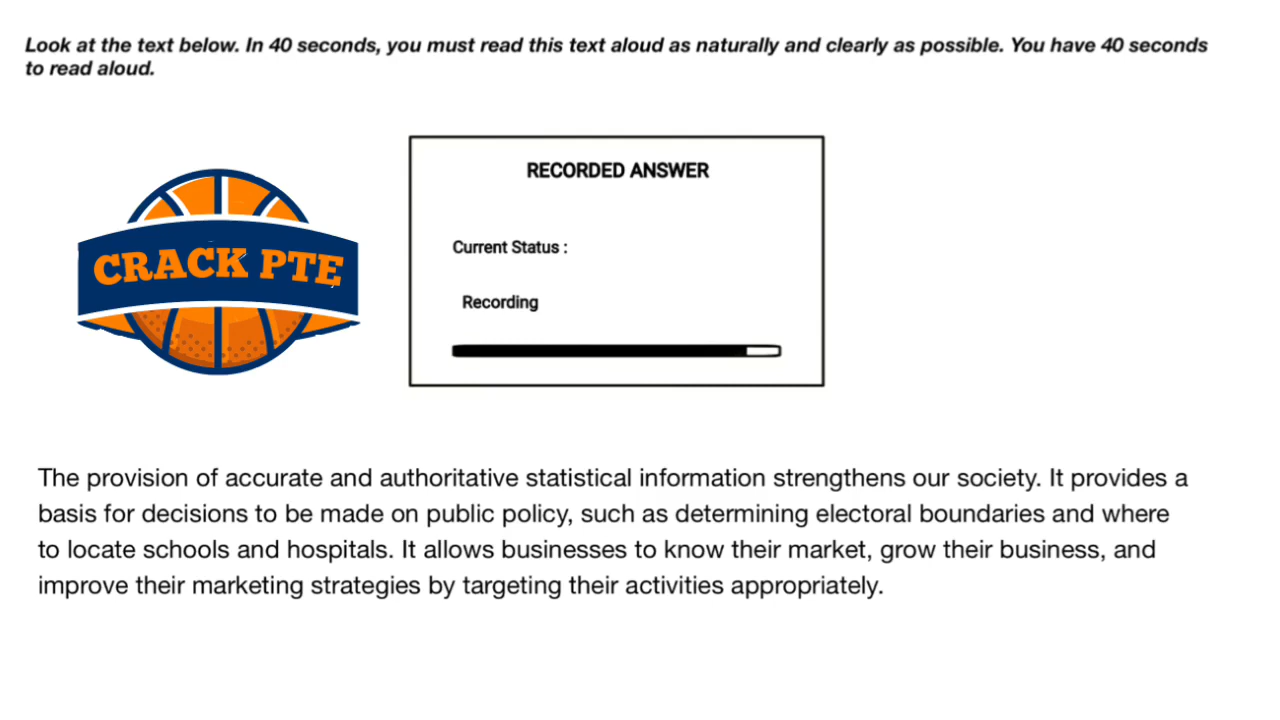 Look at the text below. In 40 seconds, you must read this text aloud as naturally and clearly as possible. You have 40 seconds
to read aloud.
CRACK PTE
RECORDED ANSWER
Current Status :
Recording
The provision of accurate and authoritative statistical information strengthens our society. It provides a
basis for decisions to be made on public policy, such as determining electoral boundaries and where
to locate schools and hospitals. It allows businesses to know their market, grow their business, and
improve their marketing strategies by targeting their activities appropriately.